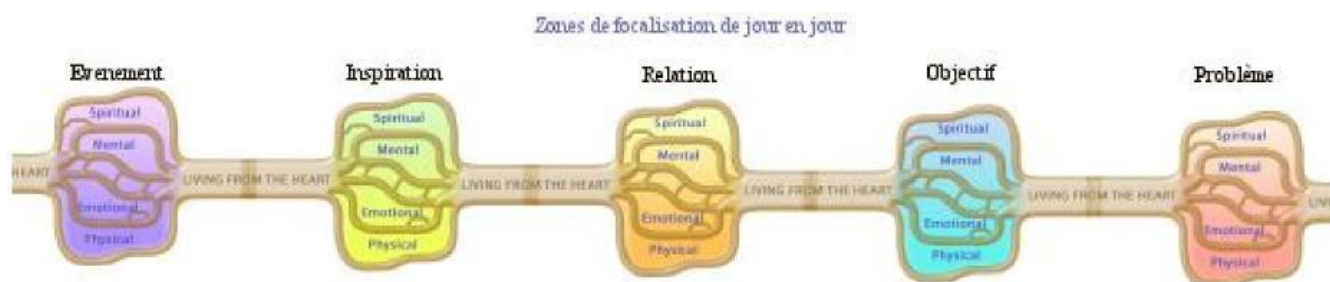 Zones de focalisation de jour en jour
Evenement
Inspiration
Relation
Objectif
Problème
Spiritual
Mental
Emotional
Physical
Spiritual
Mental
Emotional
Physical
Spiritual
Mental
Emotional
Physical
Spiritual
Mental
Emotional
Physical
Spiritual
Mental
Emotional
Physical
HEART
LIVING FROM THE HEART
LIVING FROM THE HEART
LIVING FROM THE HEART
LIVING FROM THE HEART
LIVIN